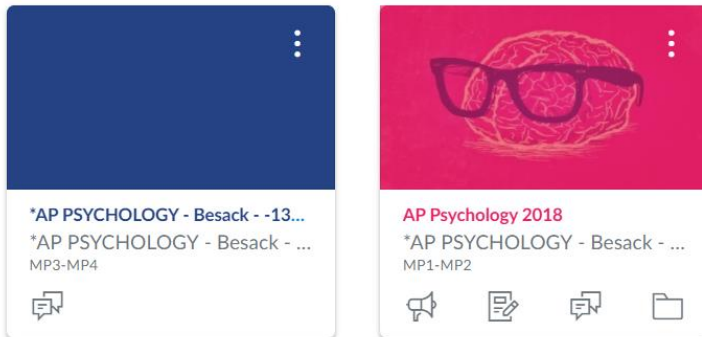 *AP PSYCHOLOGY - Besack - -13...
*AP PSYCHOLOGY - Besack - ...
MP3-MP4
AP Psychology 2018
*AP PSYCHOLOGY - Besack - ...
MP1-MP2